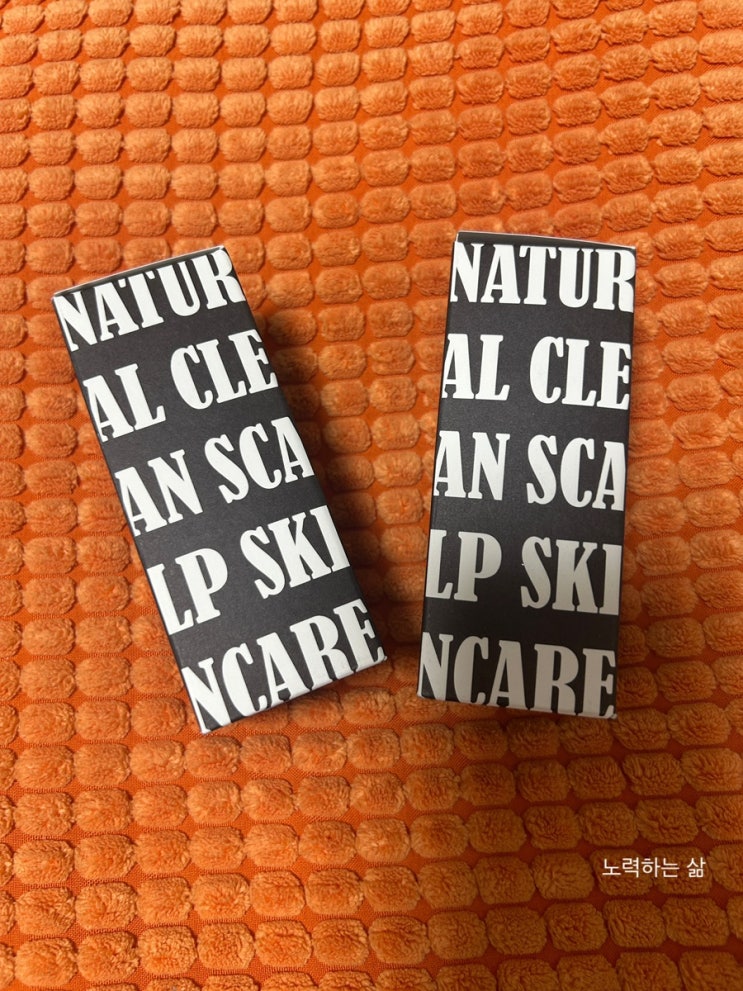 NATUR
AL CLE
AN SCA
LP SKI
NCARE
NATUR
AL CLE
AN SCA
LP SKI
NCARE
노력하는 삶